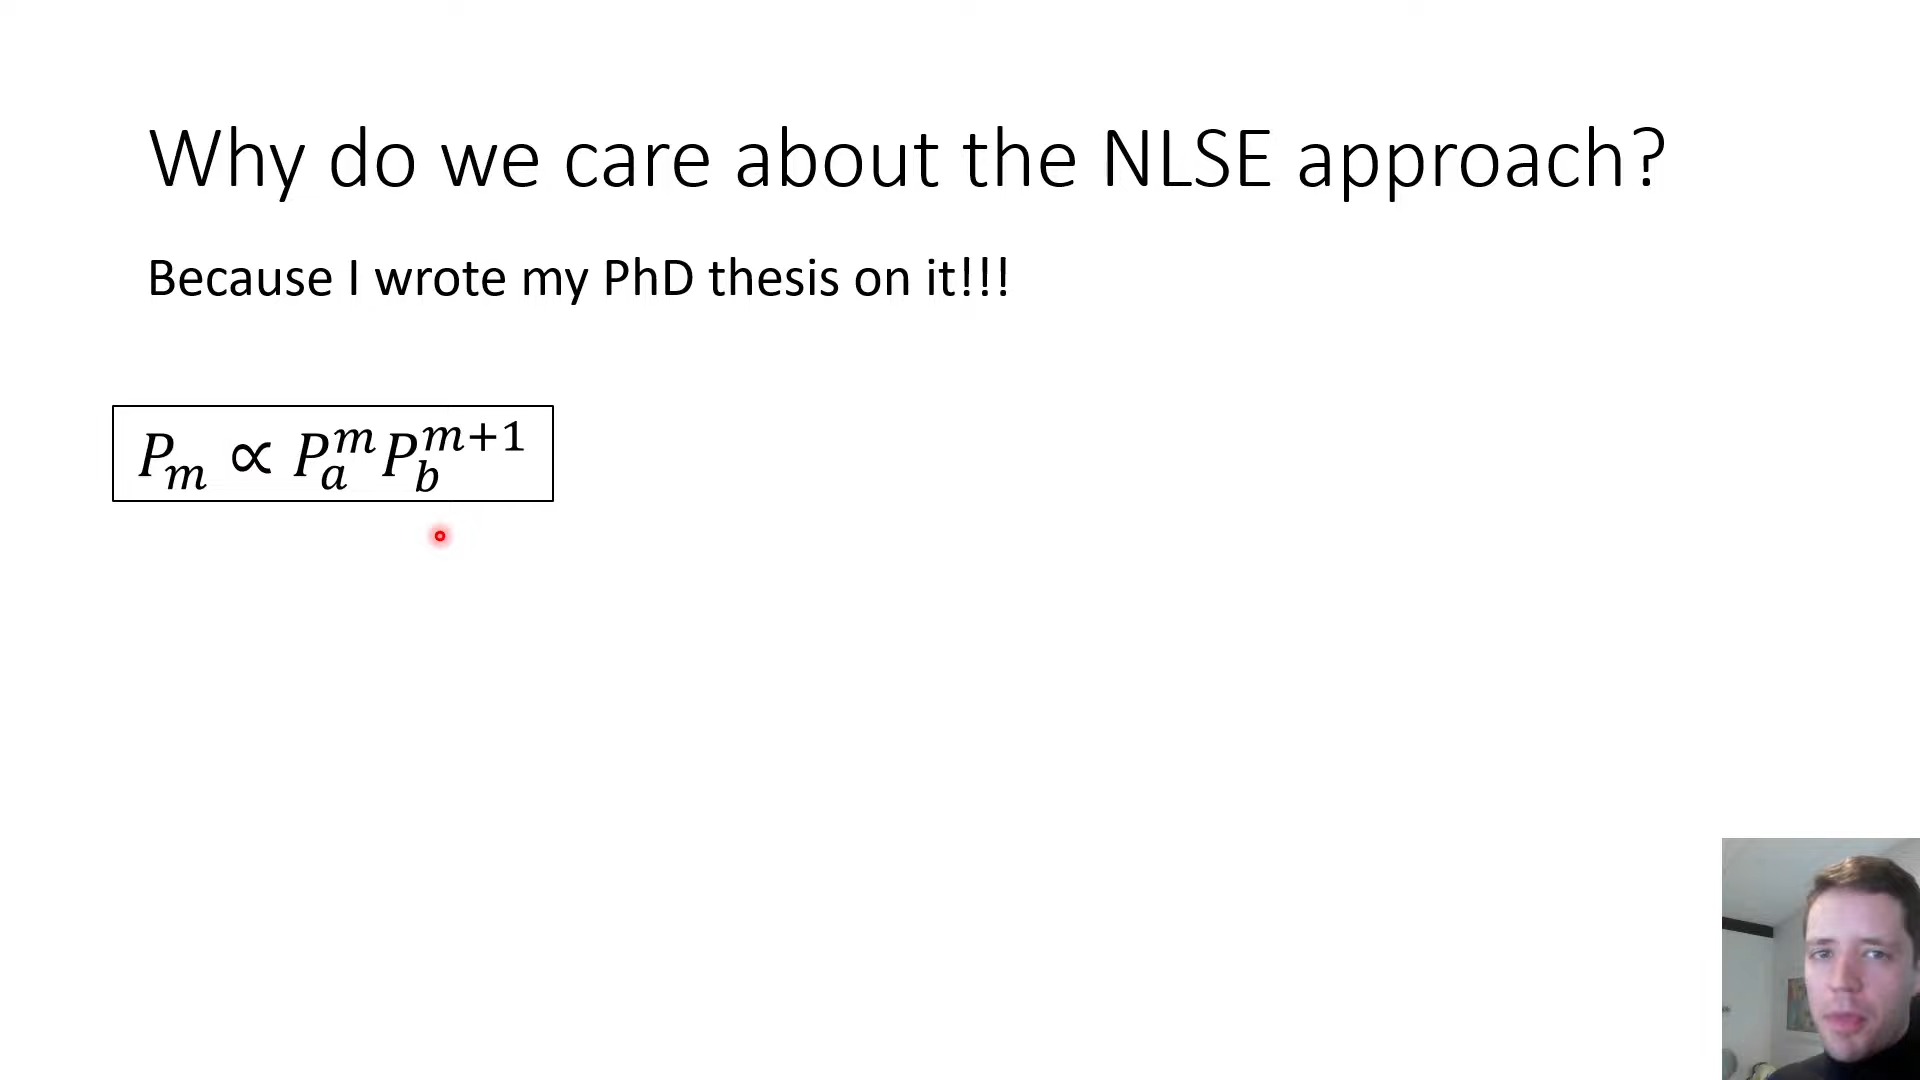 Why do we care about the NLSE approach?
Because I wrote my PhD thesis on it!!!
$P_m \propto P_a^m P_b^{m+1}$